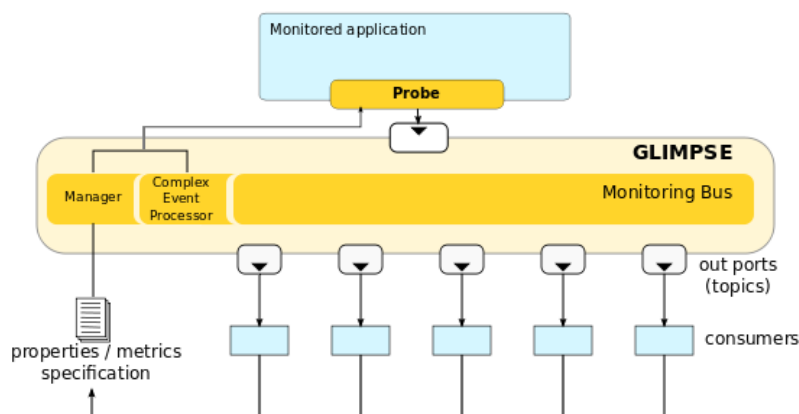 Monitored application
Probe
GLIMPSE
Manager
Complex
Event
Processor
Monitoring Bus
out ports
(topics)
consumers
properties / metrics
specification